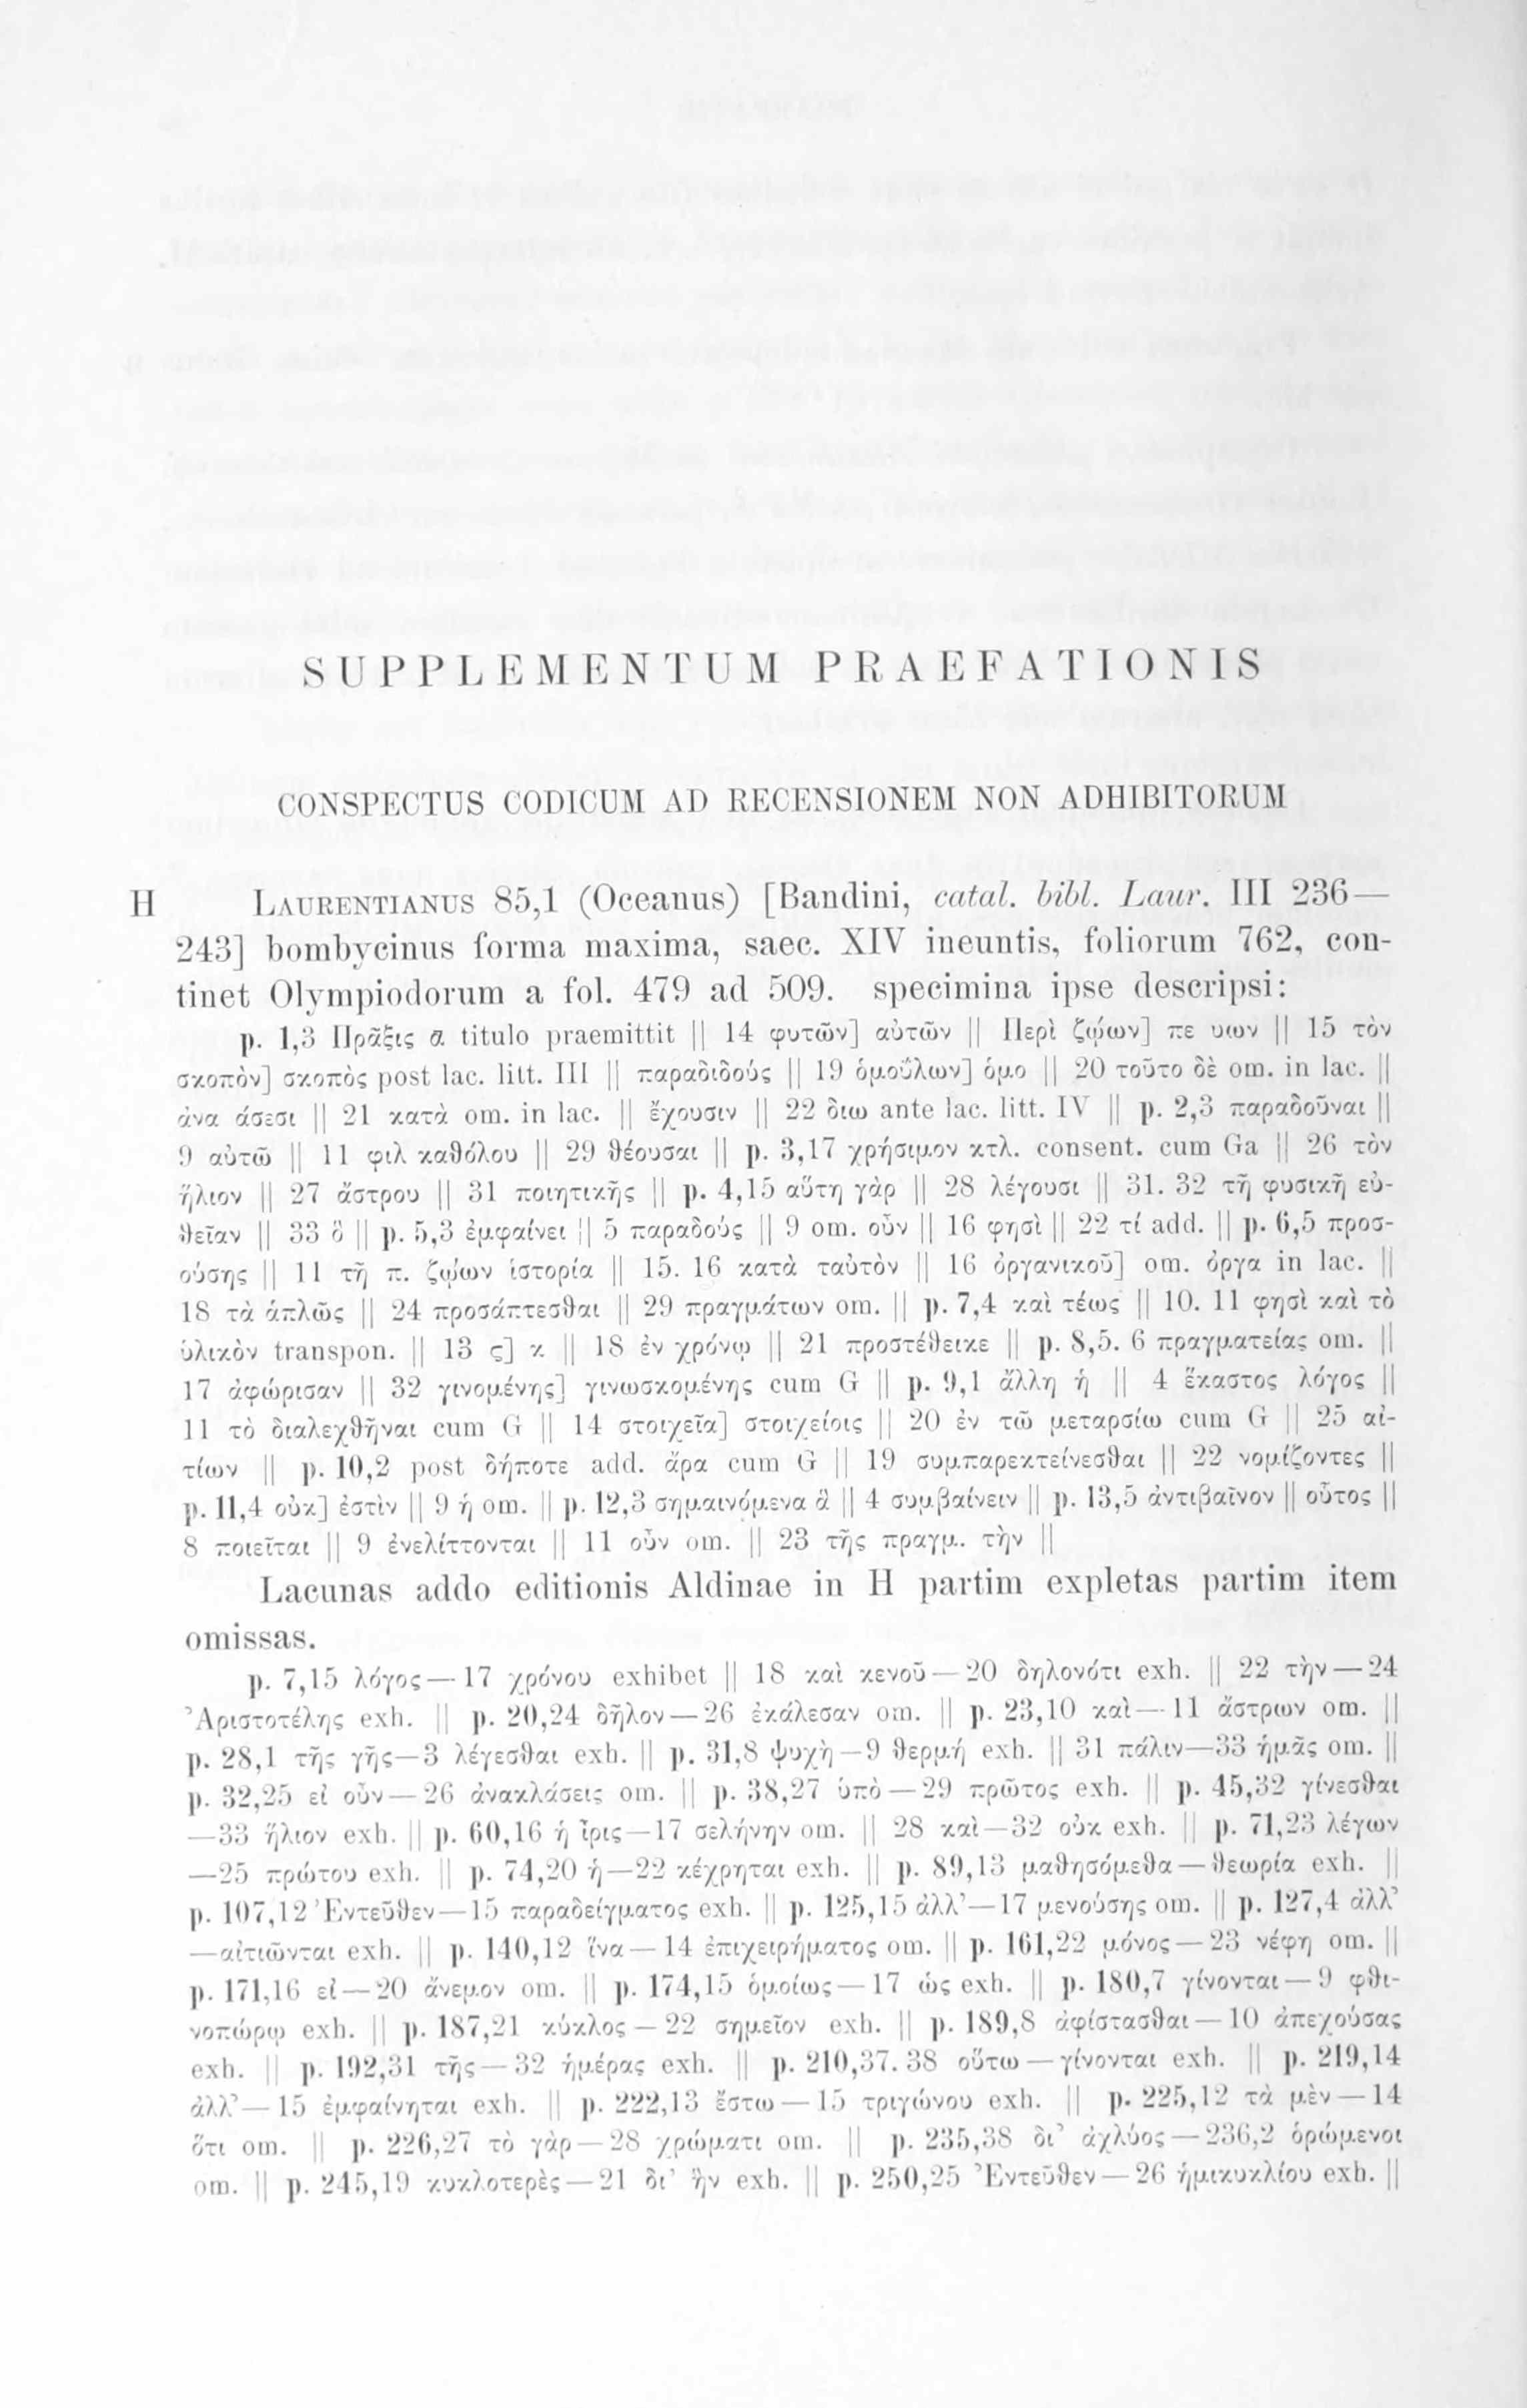 SUPPLEMENTUM PRAEFATIONIS
CONSPECTUS CODICUM AD RECENSIONEM NON ADHIBITORUM
H LAURENTIANUS 85,1 (Oceanus) [Bandini, catal. bibl. Laur. III 236—
243] bombycinus forma maxima, saec. XIV ineuntis, foliorum 762, con-
tinet Olympiodorum a fol. 479 ad 509. specimina ipse descripsi:
p. 1,3 Πρᾶξις α titulo praemittit || 14 φυτῶν] αὐτῶν || Περὶ ζῴων] πε υων || 15 τὸν
σκοπὸν] σκοπὸς post lac. litt. III || παραδιδούς || 19 ὁμοΰλων] ὁμο || 20 τοῦτο δὲ om. in lac. ||
ἀνα άσεσι || 21 κατὰ om. in lac. || ἔχουσιν || 22 διω ante lac. litt. IV || p. 2,3 παραδοῦναι ||
9 αὐτῶ || 11 φιλ καθόλου || 29 θέουσαι || p. 3,17 χρήσιμον κτλ. consent. cum Ga || 26 τὸν
ἥλιον || 27 ἄστρου || 31 ποιητικῆς || p. 4,15 αὕτη γὰρ || 28 λέγουσι || 31. 32 τῇ φυσικῇ εὐ-
θεῖαν || 33 ὃ || p. 5,3 ἐμφαίνει || 5 παραδούς || 9 om. οὖν || 16 φησὶ || 22 τί add. || p. 6,5 προσ-
ούσης || 11 τῇ π. ζῴων ἱστορία || 15. 16 κατὰ ταὐτὸν || 16 ὀργανικοῦ] om. ὀργα in lac. ||
18 τὰ ἁπλῶς || 24 προσάπτεσθαι || 29 πραγμάτων om. || p. 7,4 καὶ τέως || 10. 11 φησὶ καὶ τὸ
ὑλικὸν transpon. || 13 ς] κ || 18 ἐν χρόνῳ || 21 προστέθεικε || p. 8,5. 6 πραγματείας om. ||
17 ἀφώρισαν || 32 γινομένης] γινωσκομένης cum G || p. 9,1 ἄλλη ἡ || 4 ἕκαστος λόγος ||
11 τὸ διαλεχθῆναι cum G || 14 στοιχεῖα] στοιχείοις || 20 ἐν τῶ μεταρσίω cum G || 25 αἰ-
τίων || p. 10,2 post δήποτε add. ἄρα cum G || 19 συμπαρεκτείνεσθαι || 22 νομίζοντες ||
p. 11,4 οὐκ] ἐστὶν || 9 ἡ om. || p. 12,3 σημαινόμενα ἃ || 4 συμβαίνειν || p. 13,5 ἀντιβαῖνον || οὗτος ||
8 ποιεῖται || 9 ἐνελίττονται || 11 οὖν om. || 23 τῆς πραγμ. τὴν ||
Lacunas addo editionis Aldinae in H partim expletas partim item
omissas.
p. 7,15 λόγος — 17 χρόνου exhibet || 18 καὶ κενοῦ — 20 δηλονότι exh. || 22 τὴν — 24
Ἀριστοτέλης exh. || p. 20,24 δῆλον — 26 ἐκάλεσαν om. || p. 23,10 καὶ — 11 ἄστρων om. ||
p. 28,1 τῆς γῆς — 3 λέγεσθαι exh. || p. 31,8 ψυχὴ — 9 θερμή exh. || 31 πάλιν — 33 ἡμᾶς om. ||
p. 32,25 εἰ οὖν — 26 ἀνακλάσεις om. || p. 38,27 ὑπὸ — 29 πρῶτος exh. || p. 45,32 γίνεσθαι
— 33 ἥλιον exh. || p. 60,16 ἡ ἶρις — 17 σελήνην om. || 28 καὶ — 32 οὐκ exh. || p. 71,23 λέγων
— 25 πρώτου exh. || p. 74,20 ἡ — 22 κέχρηται exh. || p. 89,13 μαθησόμεθα — θεωρία exh. ||
p. 107,12 Ἐντεῦθεν — 15 παραδείγματος exh. || p. 125,15 ἀλλ’ — 17 μενούσης om. || p. 127,4 ἀλλ’
— αἰτιῶνται exh. || p. 140,12 ἵνα — 14 ἐπιχειρήματος om. || p. 161,22 μόνος — 23 νέφη om. ||
p. 171,16 εἰ — 20 ἄνεμον om. || p. 174,15 ὁμοίως — 17 ὡς exh. || p. 180,7 γίνονται — 9 φθι-
νοπώρῳ exh. || p. 187,21 κύκλος — 22 σημεῖον exh. || p. 189,8 ἀφίστασθαι — 10 ἀπεχούσας
exh. || p. 192,31 τῆς — 32 ἡμέρας exh. || p. 210,37. 38 οὕτω — γίνονται exh. || p. 219,14
ἀλλ’ — 15 ἐμφαίνηται exh. || p. 222,13 ἔστω — 15 τριγώνου exh. || p. 225,12 τὰ μὲν — 14
ὅτι om. || p. 226,27 τὸ γὰρ — 28 χρώματι om. || p. 235,38 δι’ ἀχλύος — 236,2 ὁρώμενοι
om. || p. 245,19 κυκλοτερὲς — 21 δι’ ἣν exh. || p. 250,25 Ἐντεῦθεν — 26 ἡμικυκλίου exh. ||